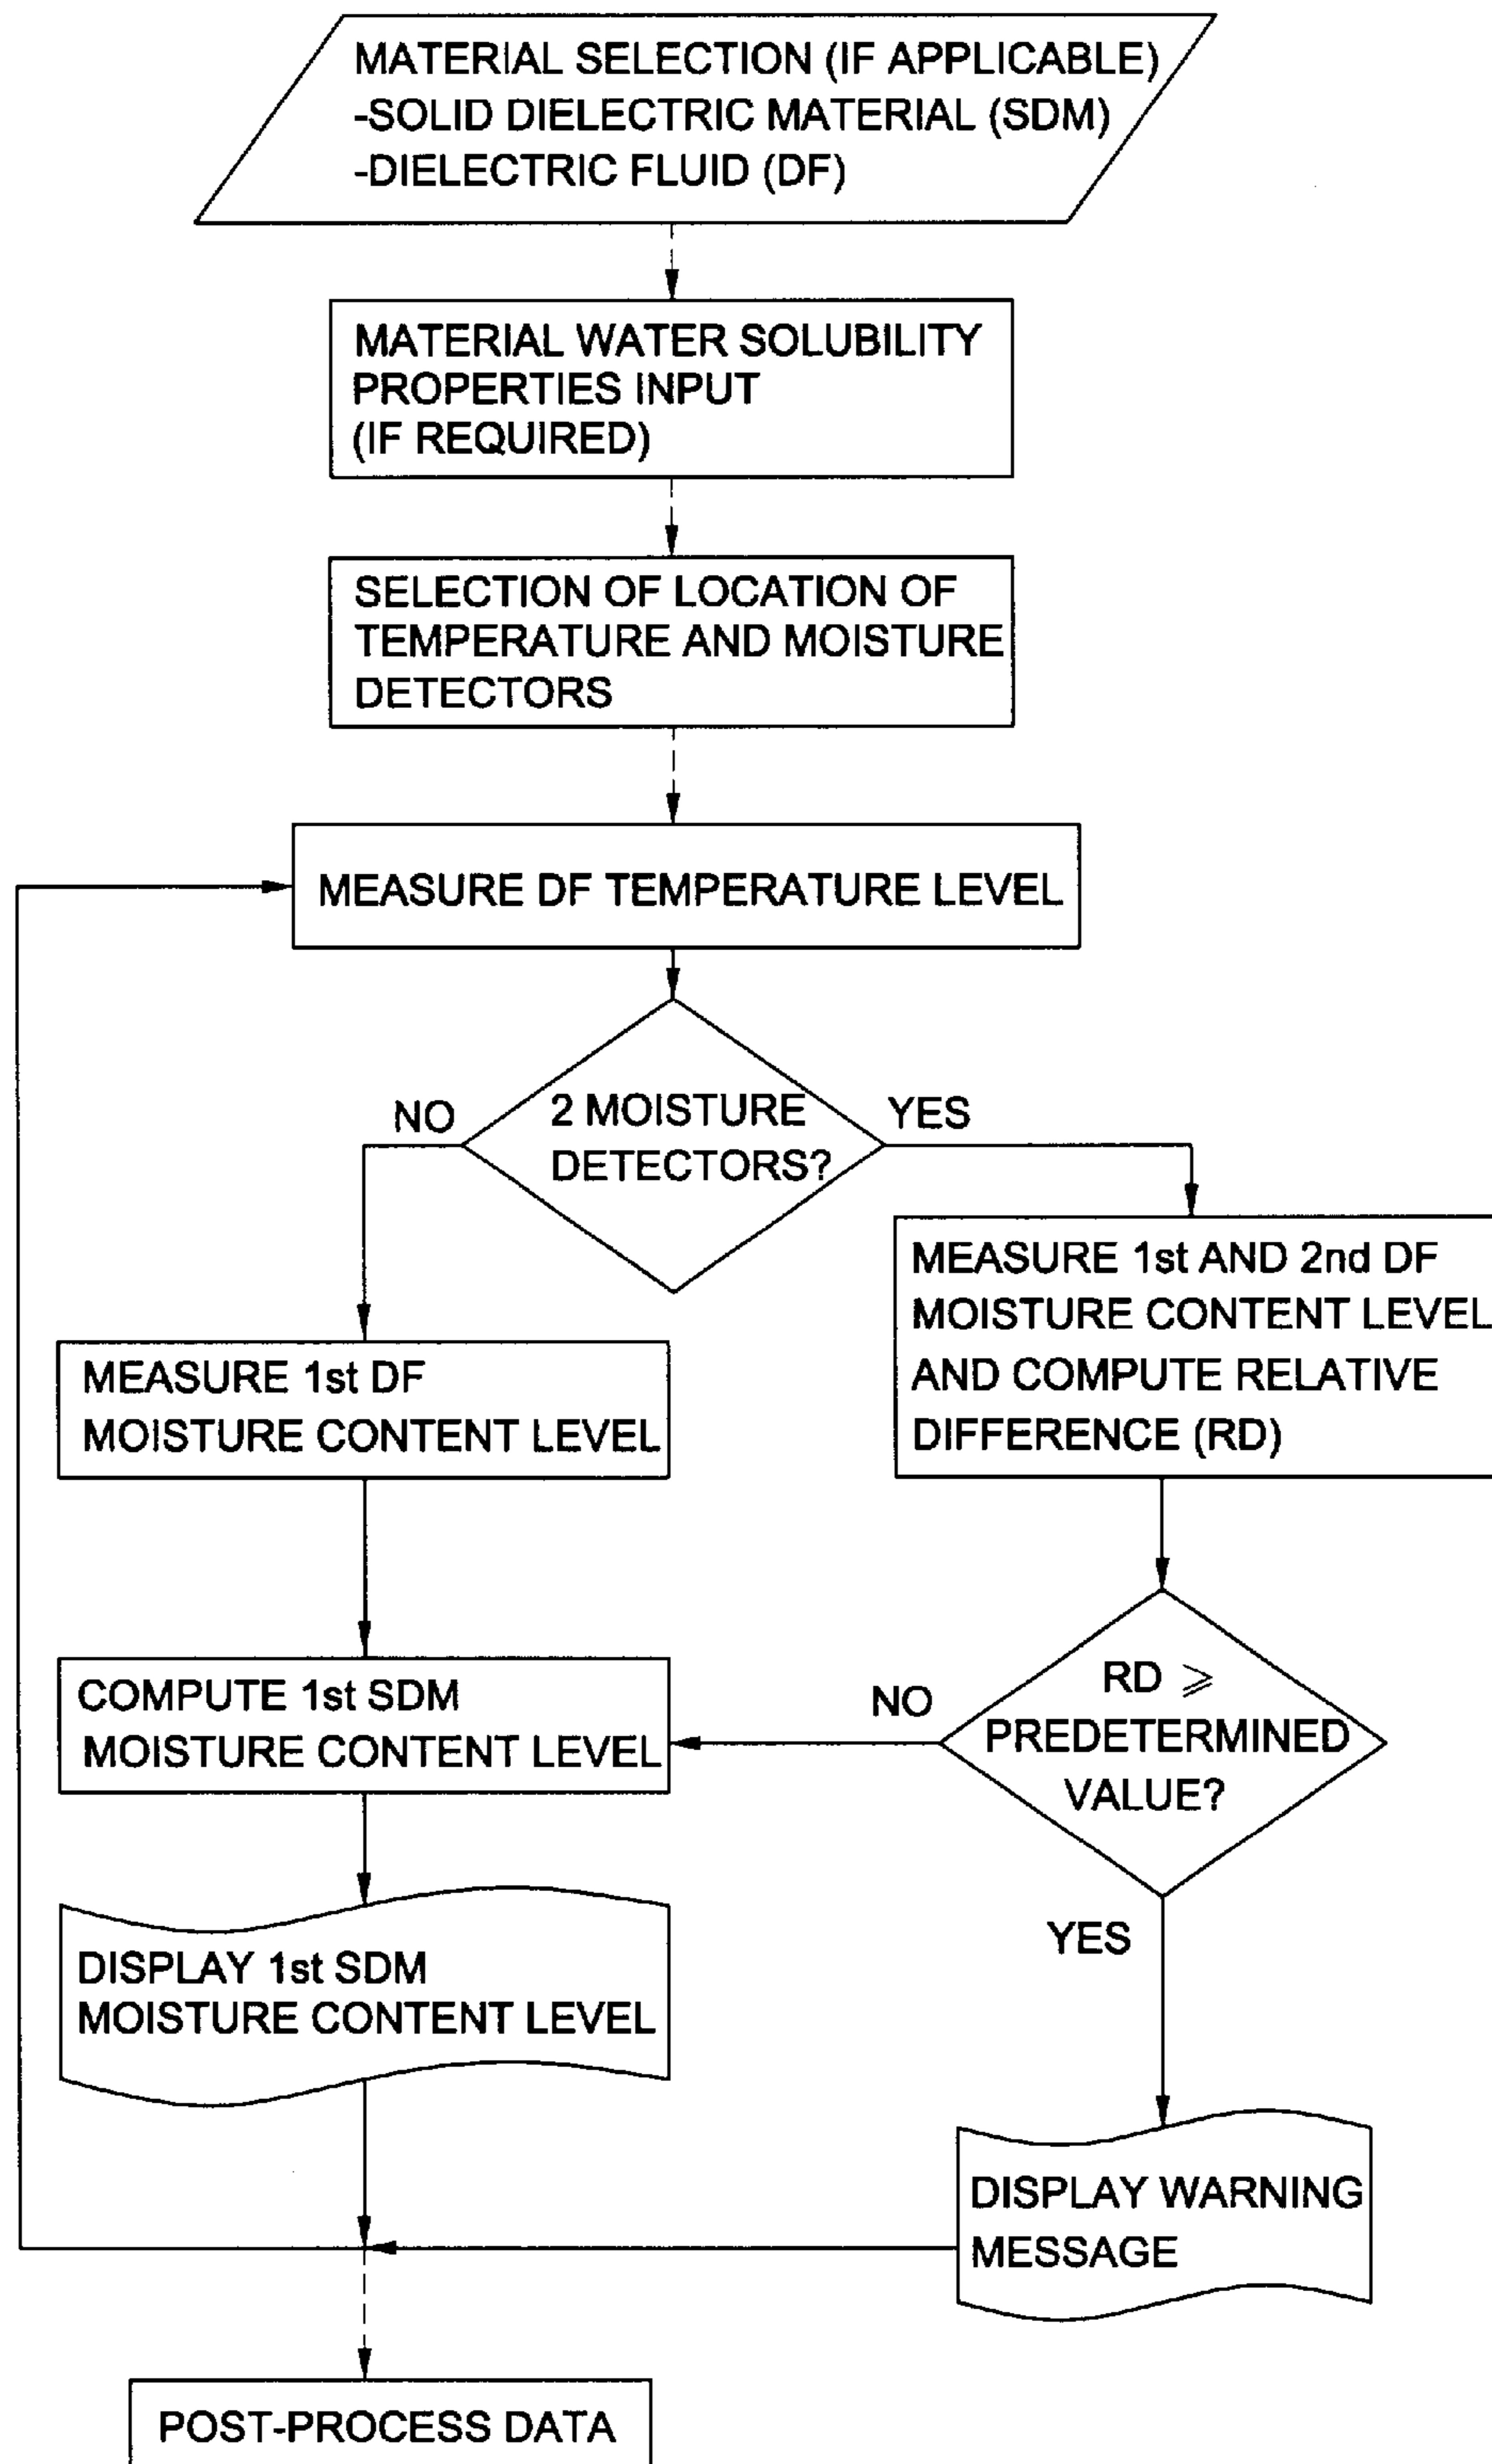 MATERIAL SELECTION (IF APPLICABLE)
-SOLID DIELECTRIC MATERIAL (SDM)
-DIELECTRIC FLUID (DF)
MATERIAL WATER SOLUBILITY
PROPERTIES INPUT
(IF REQUIRED)
SELECTION OF LOCATION OF
TEMPERATURE AND MOISTURE
DETECTORS
MEASURE DF TEMPERATURE LEVEL
2 MOISTURE
DETECTORS?
NO
YES
MEASURE 1st DF
MOISTURE CONTENT LEVEL
MEASURE 1st AND 2nd DF
MOISTURE CONTENT LEVEL
AND COMPUTE RELATIVE
DIFFERENCE (RD)
COMPUTE 1st SDM
MOISTURE CONTENT LEVEL
NO
RD ⩾
PREDETERMINED
VALUE?
YES
DISPLAY 1st SDM
MOISTURE CONTENT LEVEL
DISPLAY WARNING
MESSAGE
POST-PROCESS DATA